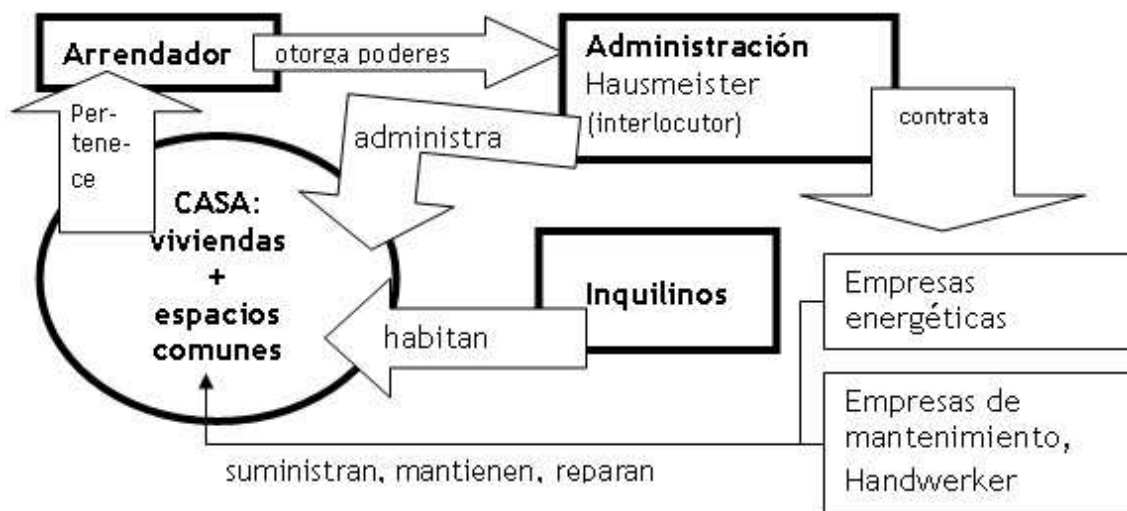 Arrendador
otorga poderes
Administración
Hausmeister
(interlocutor)
contrata
Per-
tene-
ce
administra
CASA:
viviendas
+
espacios
comunes
Inquilinos
habitan
Empresas
energéticas
Empresas de
mantenimiento,
Handwerker
suministran, mantienen, reparan